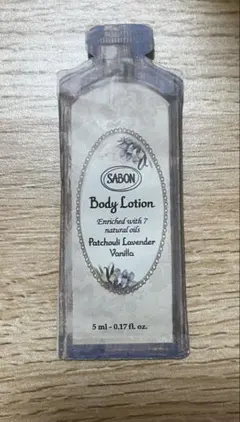 SABON
Body Lotion
Enriched with 7
natural oils
Patchouli Lavender
Vanilla
5 ml - 0.17 fl. oz.